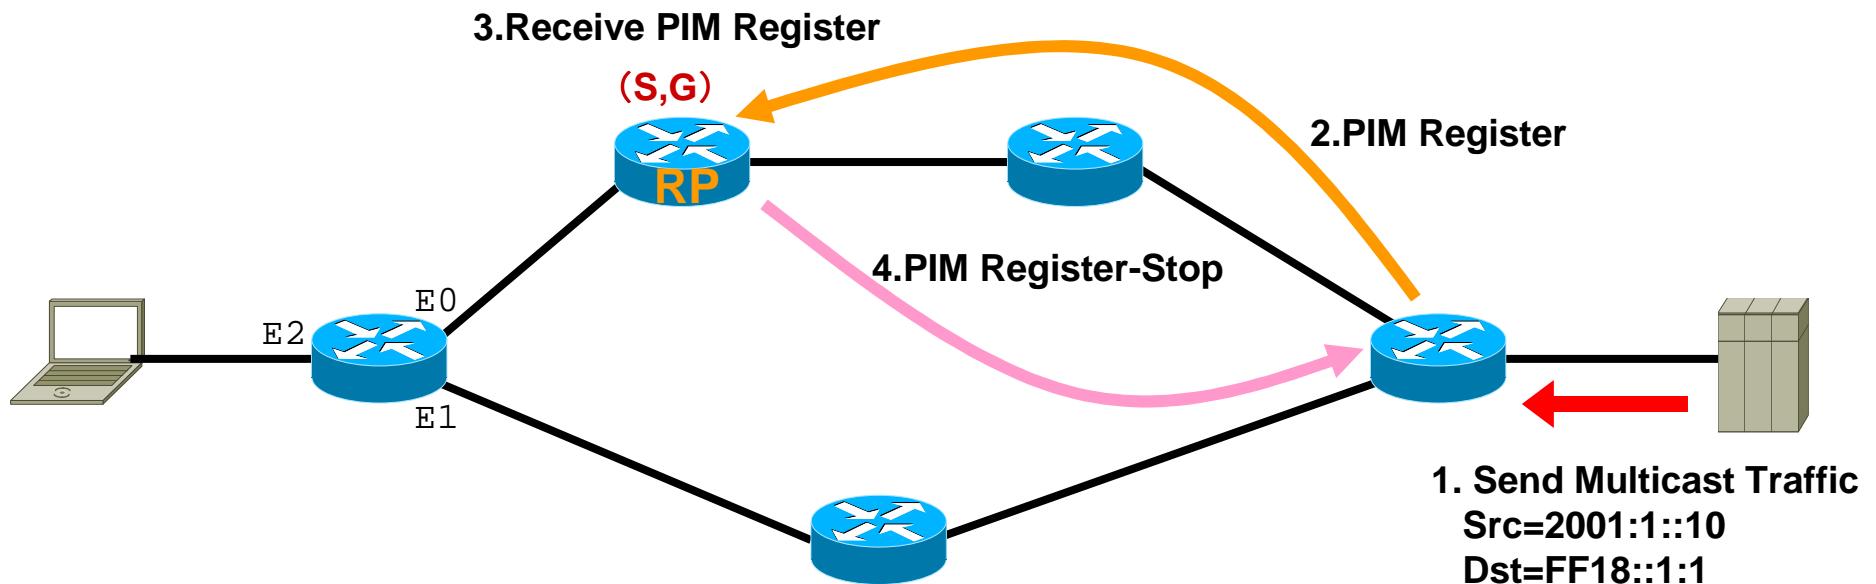 3.Receive PIM Register
（S,G）
2.PIM Register
RP
4.PIM Register-Stop
E0
E2
E1
1. Send Multicast Traffic
Src=2001:1::10
Dst=FF18::1:1